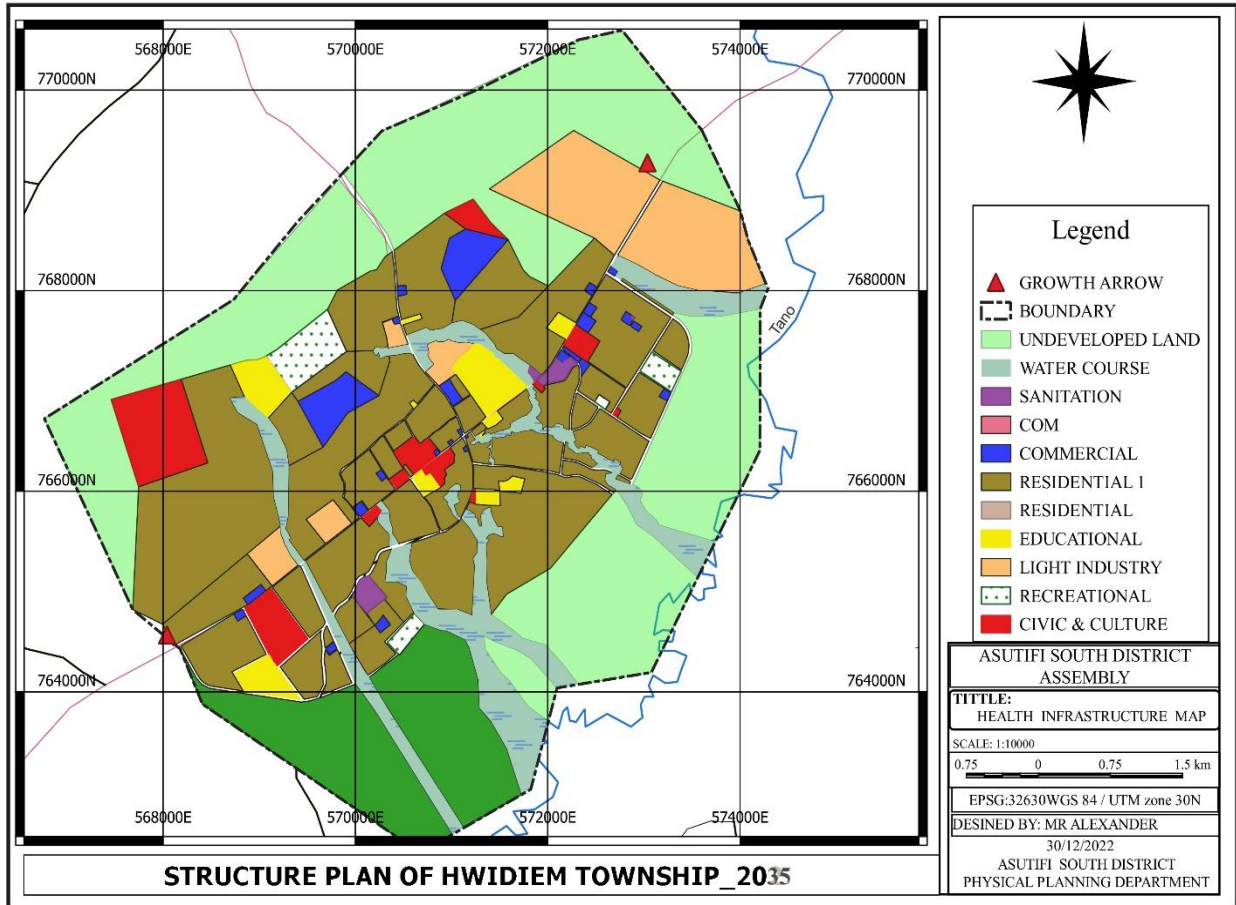 568000E
570000E
572000E
574000E
770000N
770000N
768000N
768000N
Tano
766000N
766000N
764000N
764000N
568000E
570000E
572000E
574000E
STRUCTURE PLAN OF HWIDIEM TOWNSHIP_2035
Legend
GROWTH ARROW
BOUNDARY
UNDEVELOPED LAND
WATER COURSE
SANITATION
COM
COMMERCIAL
RESIDENTIAL 1
RESIDENTIAL
EDUCATIONAL
LIGHT INDUSTRY
RECREATIONAL
CIVIC & CULTURE
ASUTIFI SOUTH DISTRICT
ASSEMBLY
TITTLE:
HEALTH INFRASTRUCTURE MAP
SCALE: 1:10000
0.75 0 0.75 1.5 km
EPSG:32630WGS 84 / UTM zone 30N
DESINED BY: MR ALEXANDER
30/12/2022
ASUTIFI SOUTH DISTRICT
PHYSICAL PLANNING DEPARTMENT